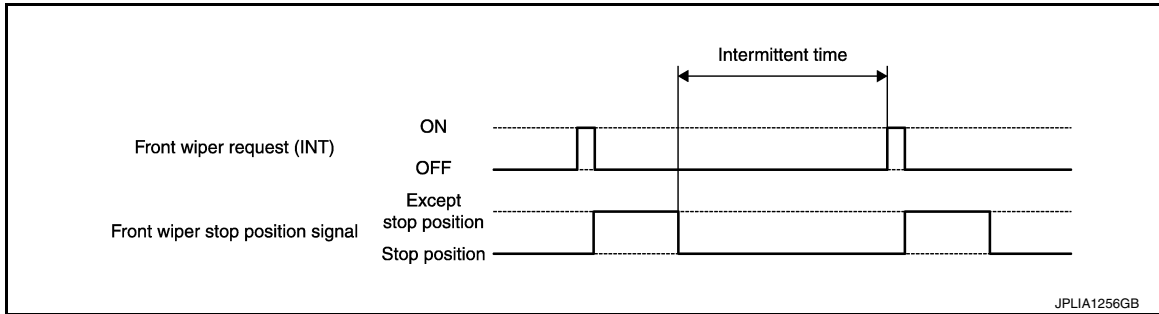 Intermittent time
ON
Front wiper request (INT)
OFF
Except
stop position
Front wiper stop position signal
Stop position
JPLIA1256GB